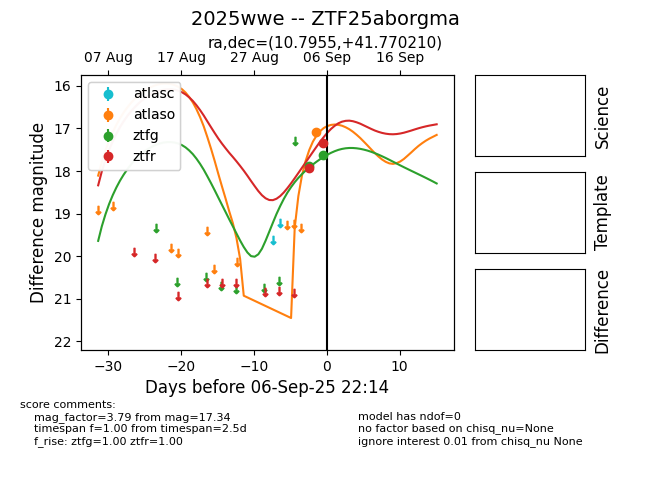 2025wwe -- ZTF25aborgma
ra,dec=(10.7955,+41.770210)
07 Aug 17 Aug 27 Aug 06 Sep 16 Sep
atlasc
atlaso
ztfg
ztfr
16
17
18
19
20
21
22
Difference magnitude
−30 −20 −10 0 10
Days before 06-Sep-25 22:14
Science
Template
Difference
score comments:
mag_factor=3.79 from mag=17.34
timespan f=1.00 from timespan=2.5d
f_rise: ztfg=1.00 ztfr=1.00
model has ndof=0
no factor based on chisq_nu=None
ignore interest 0.01 from chisq_nu None